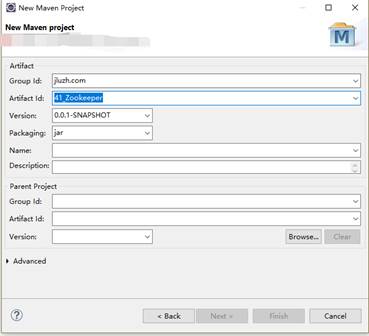 New Maven project
New Maven project
M
Artifact
Group Id: jluzh.com
Artifact Id: 41_Zookeeper
Version: 0.0.1-SNAPSHOT
Packaging: jar
Name:
Description:
Parent Project
Group Id:
Artifact Id:
Version: Browse... Clear
Advanced
? < Back Next > Finish Cancel